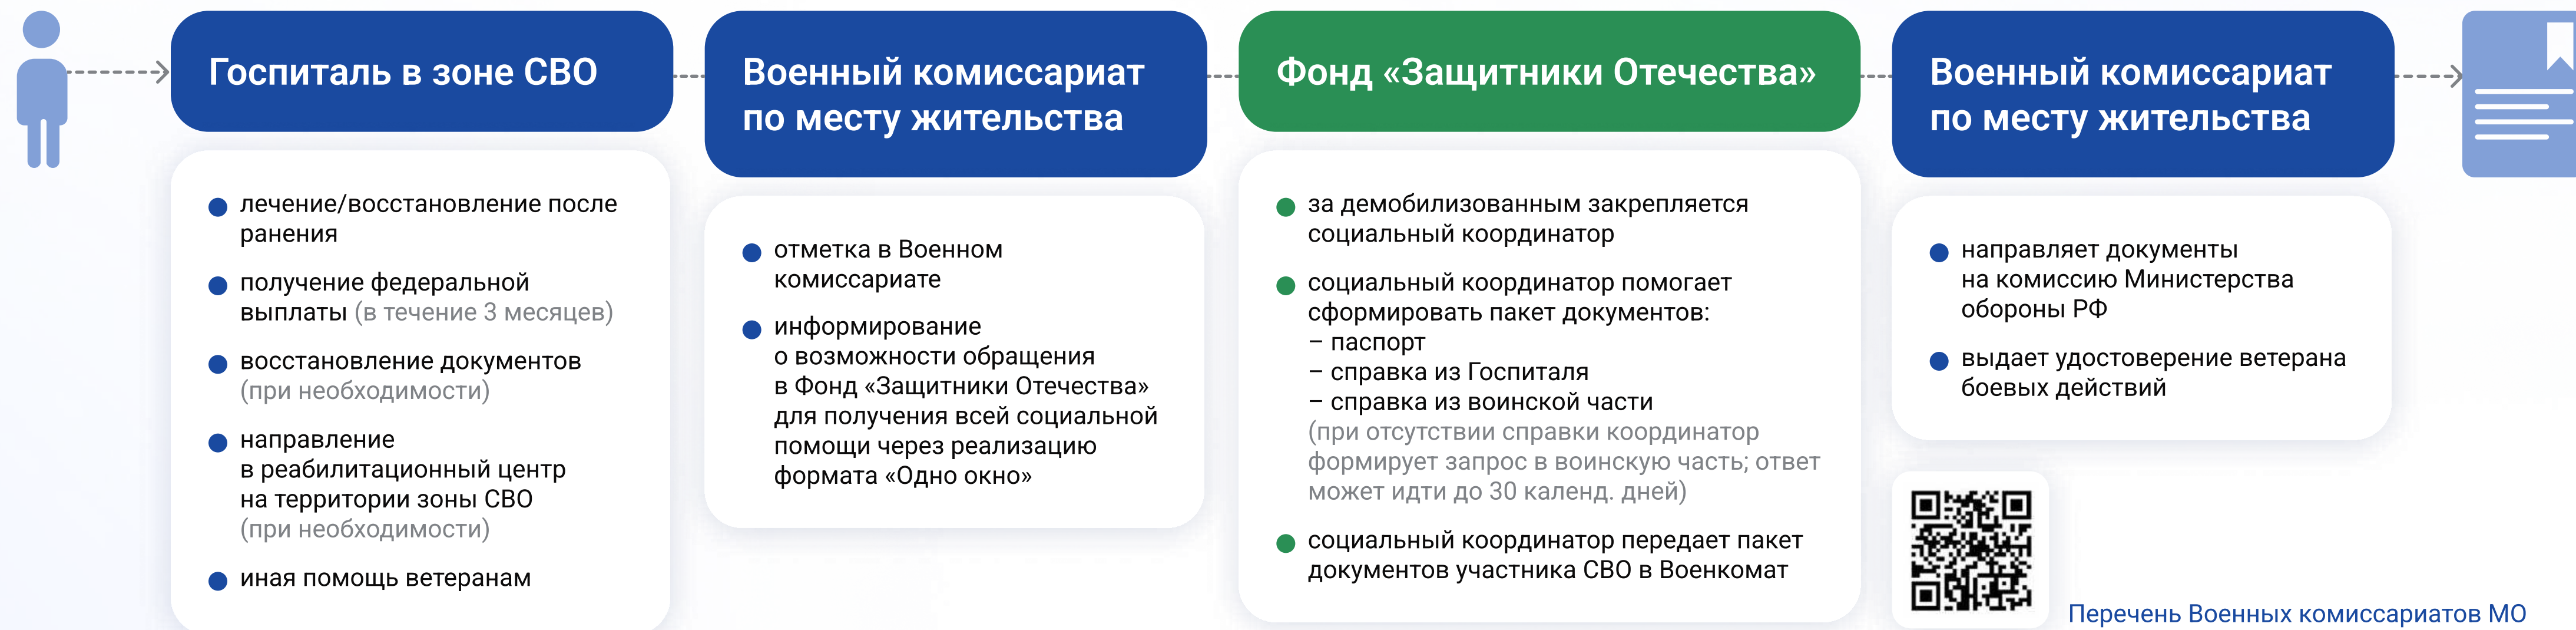 Госпиталь в зоне СВО
лечение/восстановление после
ранения
получение федеральной
выплаты (в течение 3 месяцев)
восстановление документов
(при необходимости)
направление
в реабилитационный центр
на территории зоны СВО
(при необходимости)
иная помощь ветеранам
Военный комиссариат
по месту жительства
отметка в Военном
комиссариате
информирование
о возможности обращения
в Фонд «Защитники Отечества»
для получения всей социальной
помощи через реализацию
формата «Одно окно»
Фонд «Защитники Отечества»
за демобилизованным закрепляется
социальный координатор
социальный координатор помогает
сформировать пакет документов:
– паспорт
– справка из Госпиталя
– справка из воинской части
(при отсутствии справки координатор
формирует запрос в воинскую часть; ответ
может идти до 30 календ. дней)
социальный координатор передает пакет
документов участника СВО в Военкомат
Военный комиссариат
по месту жительства
направляет документы
на комиссию Министерства
обороны РФ
выдает удостоверение ветерана
боевых действий
Перечень Военных комиссариатов МО